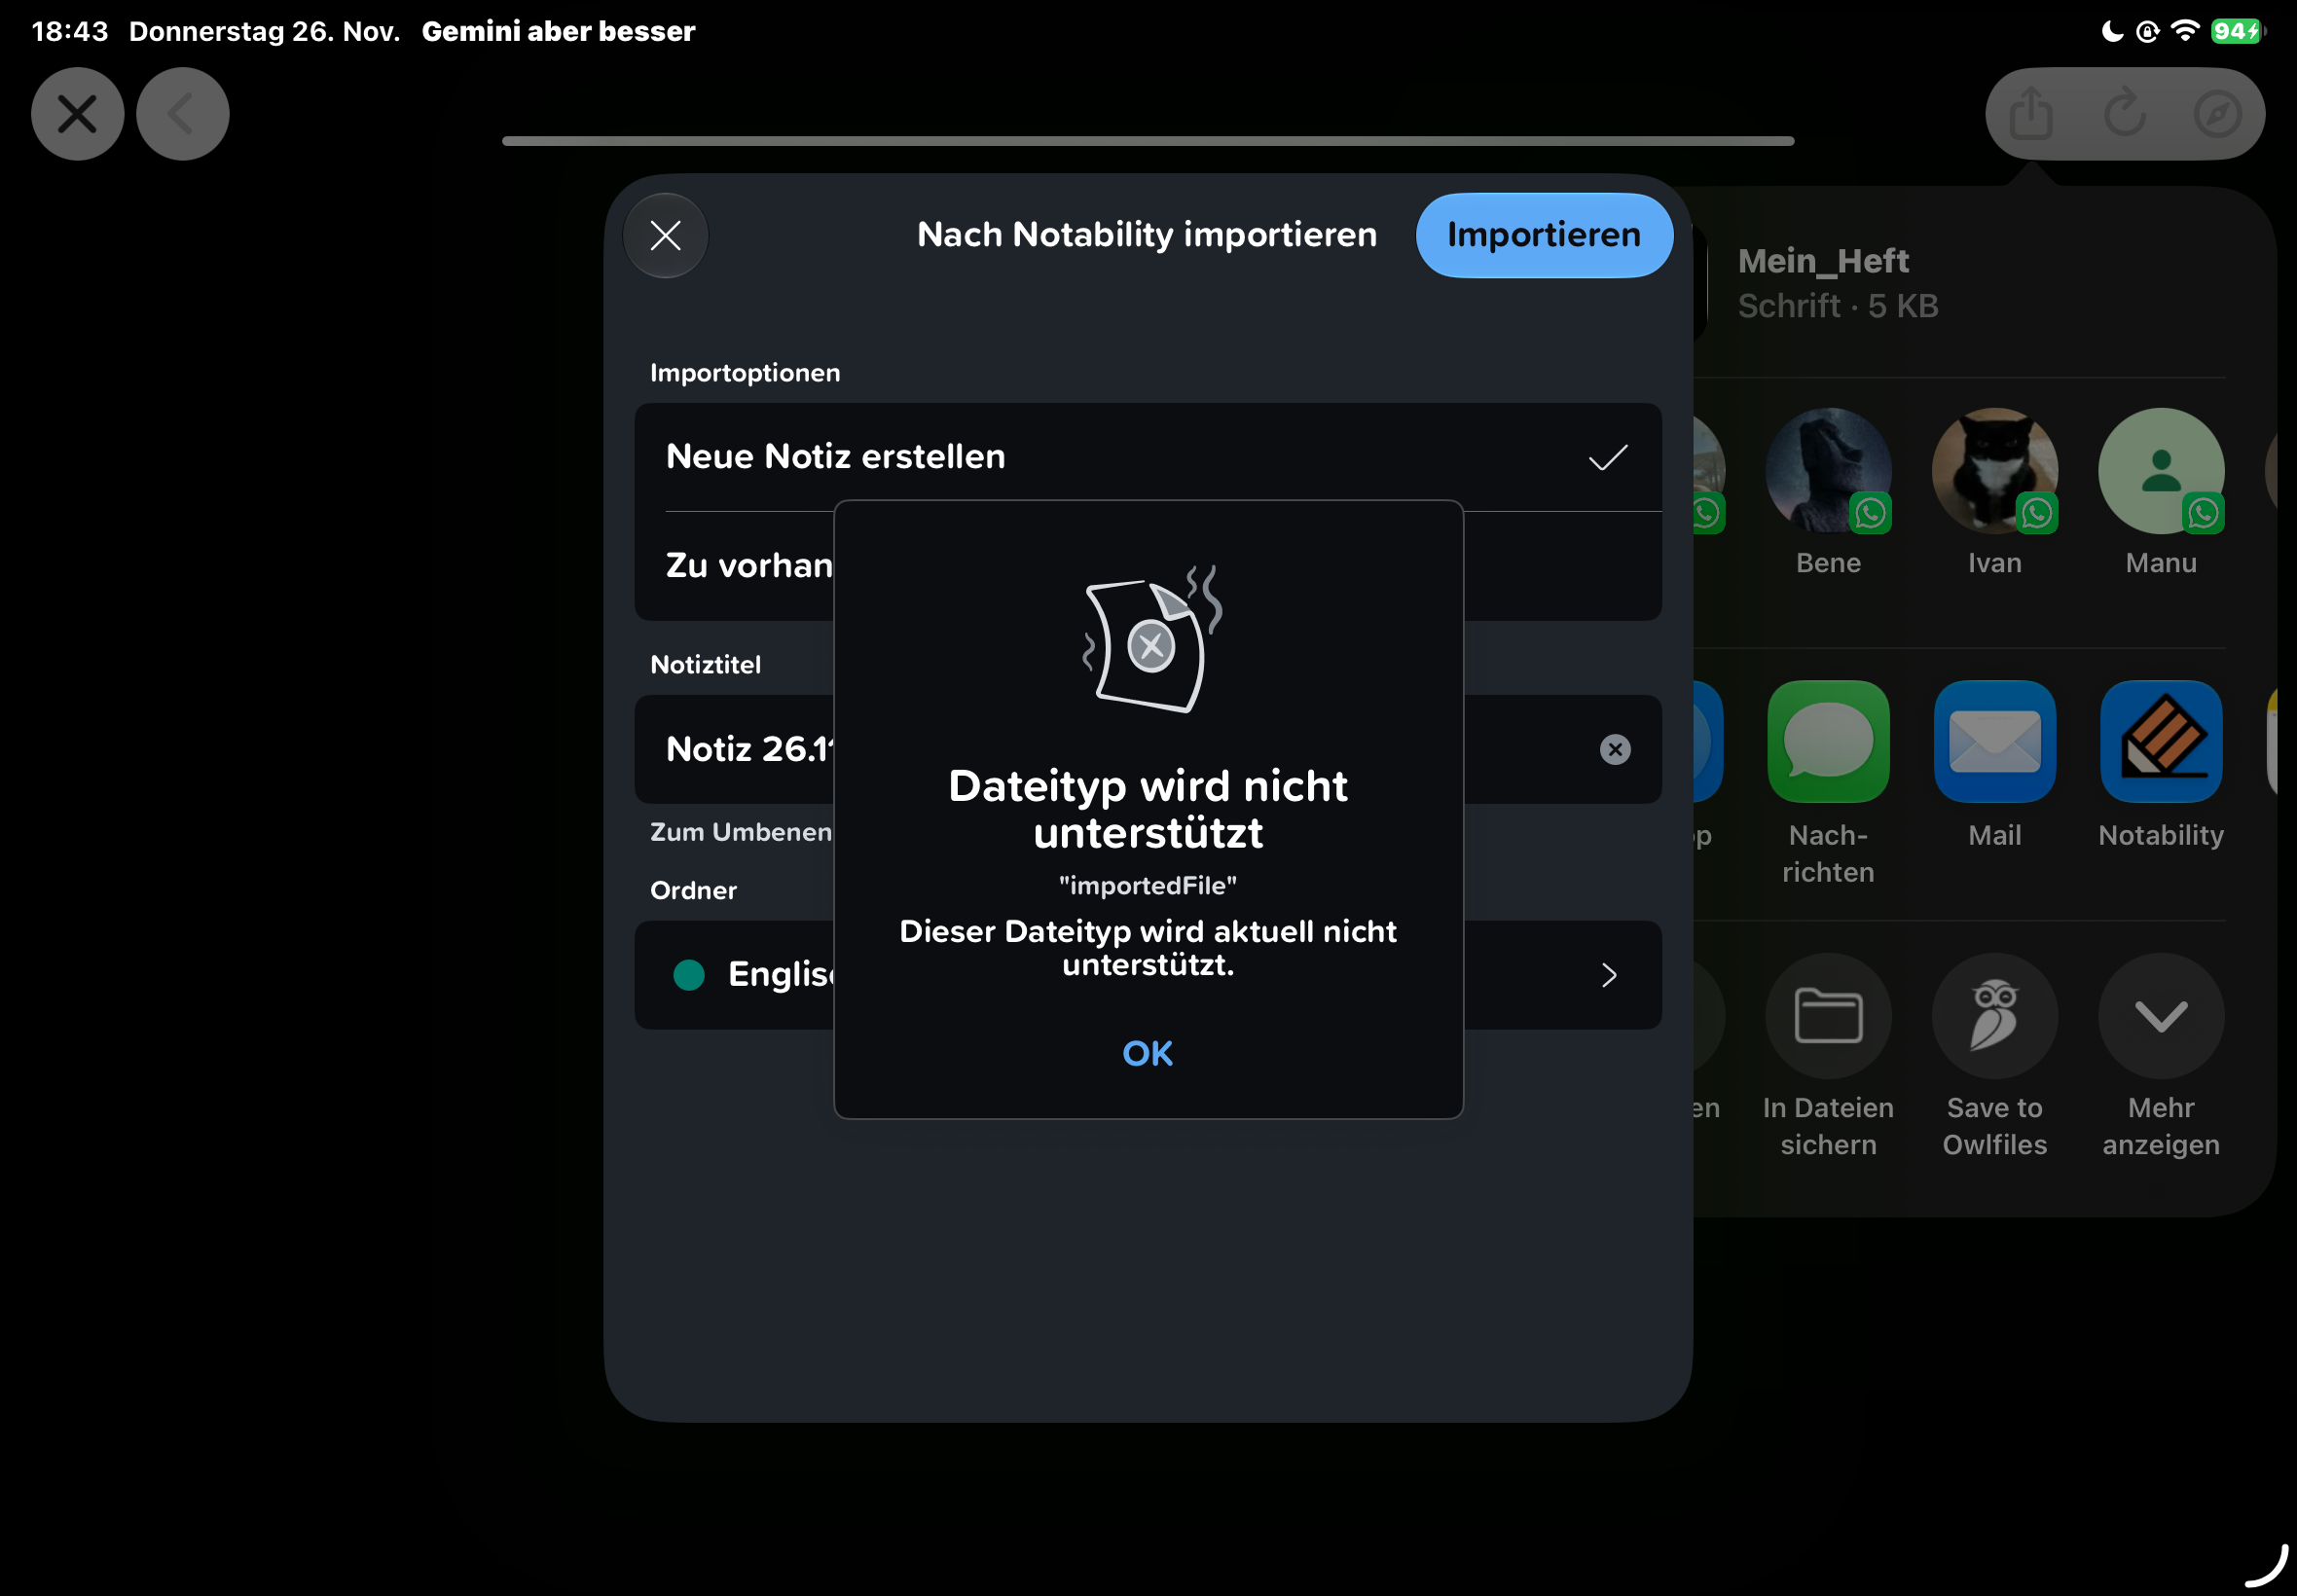 18:43 Donnerstag 26. Nov. Gemini aber besser
94
Nach Notability importieren
Importieren
Importoptionen
Neue Notiz erstellen
Zu vorhan
Notiztitel
Notiz 26.1
Zum Umbenen
Ordner
Englis
Dateityp wird nicht
unterstützt
"importedFile"
Dieser Dateityp wird aktuell nicht
unterstützt.
OK
Mein_Heft
Schrift · 5 KB
Bene
Ivan
Manu
Nach-
richten
Mail
Notability
en
In Dateien
sichern
Save to
Owlfiles
Mehr
anzeigen